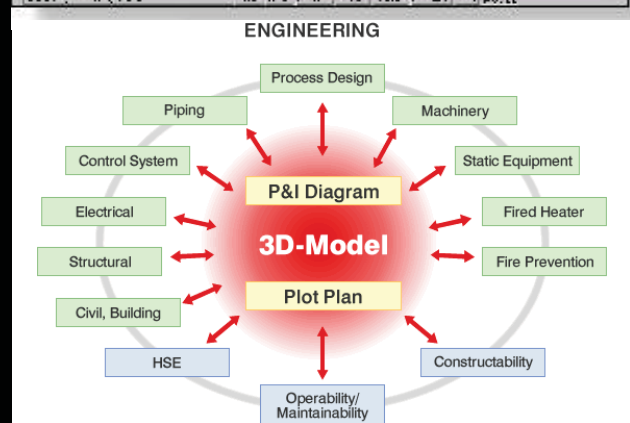 ENGINEERING
Process Design
Piping
Machinery
Control System
Static Equipment
P&I Diagram
Electrical
Fired Heater
3D-Model
Structural
Fire Prevention
Plot Plan
Civil, Building
HSE
Constructability
Operability/
Maintainability